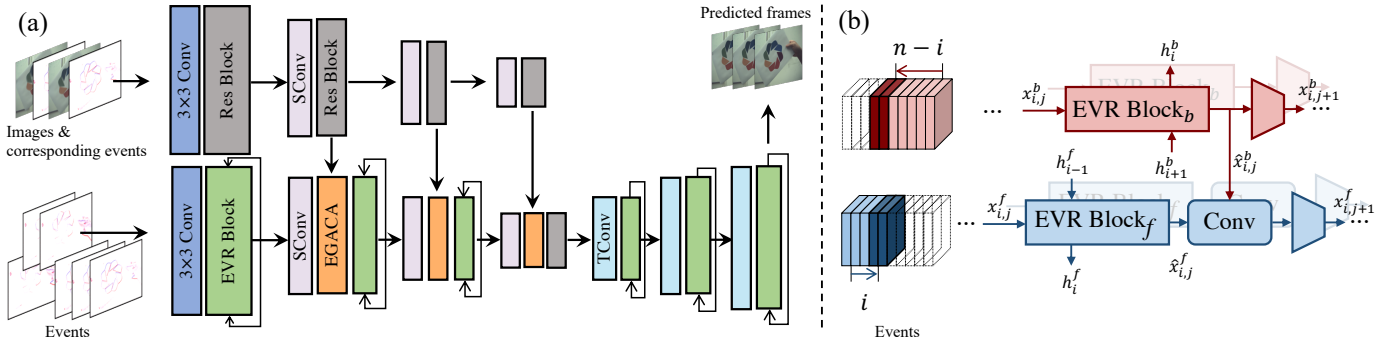 (a)
Images &
corresponding events
3×3 Conv
Res Block
SConv
Res Block
Predicted frames
Events
3×3 Conv
EVR Block
SConv
EGACA
TConv
(b)
n − i
h_i^b
EVR Block_b
x_{i,j}^b
x_{i,j+1}^b
...
...
h_{i+1}^b
x̂_{i,j}^b
h_{i-1}^f
EVR Block_f
Conv
x_{i,j}^f
x_{i,j+1}^f
...
...
x̂_{i,j}^f
h_i^f
i
Events